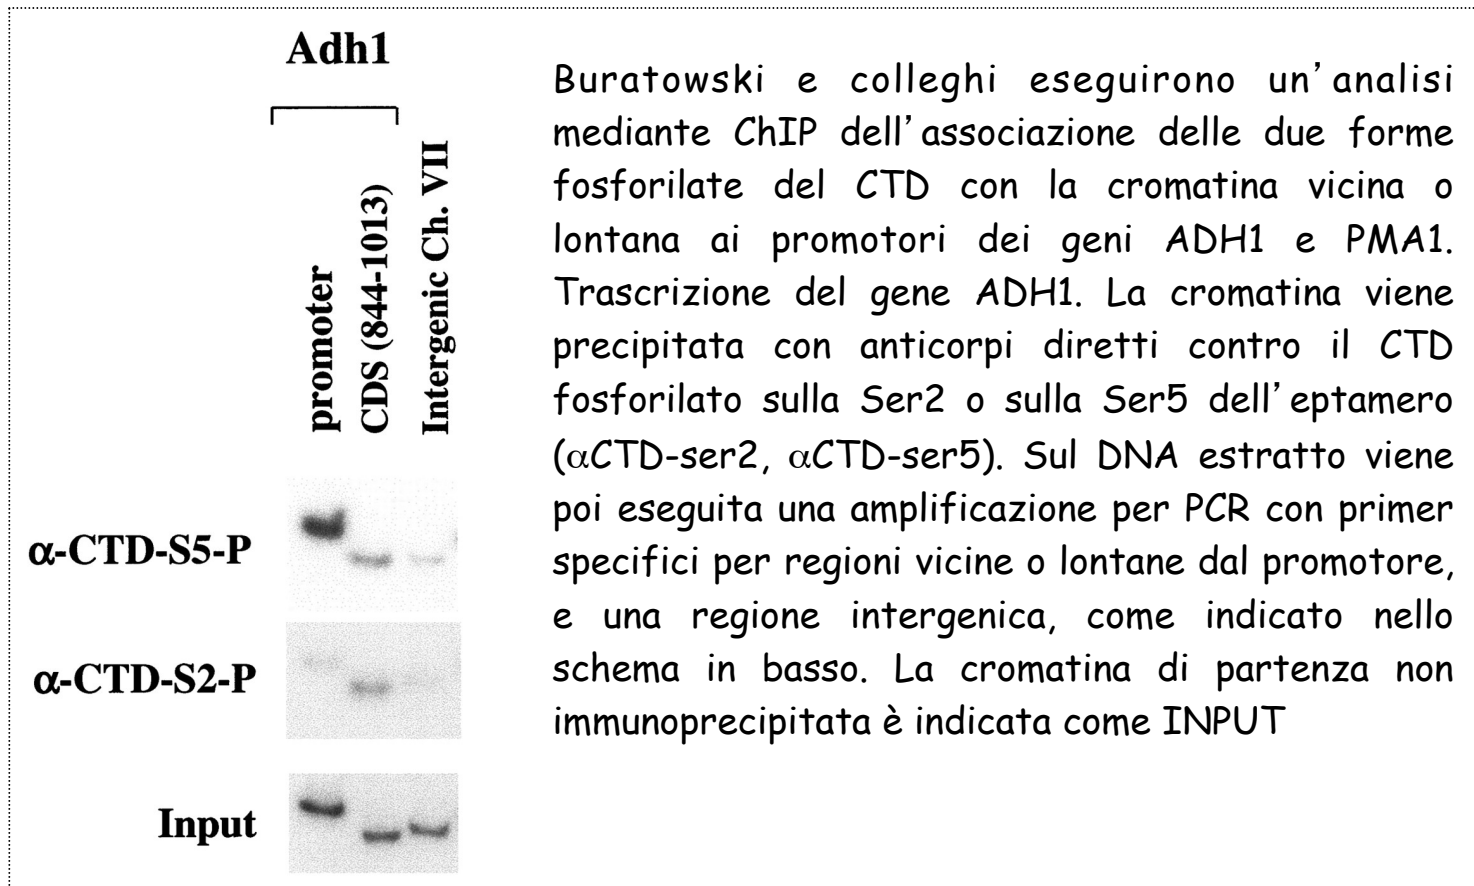 Adh1
promoter
CDS (844-1013)
Intergenic Ch. VII
α-CTD-S5-P
α-CTD-S2-P
Input
Buratowski e colleghi eseguirono un'analisi
mediante ChIP dell'associazione delle due forme
fosforilate del CTD con la cromatina vicina o
lontana ai promotori dei geni ADH1 e PMA1.
Trascrizione del gene ADH1. La cromatina viene
precipitata con anticorpi diretti contro il CTD
fosforilato sulla Ser2 o sulla Ser5 dell'eptamero
(αCTD-ser2, αCTD-ser5). Sul DNA estratto viene
poi eseguita una amplificazione per PCR con primer
specifici per regioni vicine o lontane dal promotore,
e una regione intergenica, come indicato nello
schema in basso. La cromatina di partenza non
immunoprecipitata è indicata come INPUT